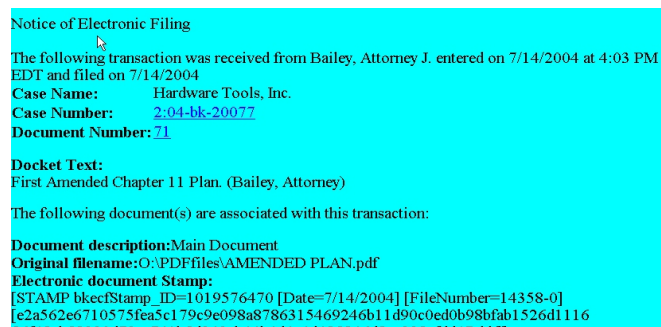 Notice of Electronic Filing
The following transaction was received from Bailey, Attorney J. entered on 7/14/2004 at 4:03 PM
EDT and filed on 7/14/2004
Case Name: Hardware Tools, Inc.
Case Number: 2:04-bk-20077
Document Number: 71
Docket Text:
First Amended Chapter 11 Plan. (Bailey, Attorney)
The following document(s) are associated with this transaction:
Document description:Main Document
Original filename:O:\PDFfiles\AMENDED PLAN.pdf
Electronic document Stamp:
[STAMP bkecfStamp_ID=1019576470 [Date=7/14/2004] [FileNumber=14358-0]
[e2a562e6710575fea5c179c9e098a8786315469246b11d90c0ed0b98bfab1526d1116